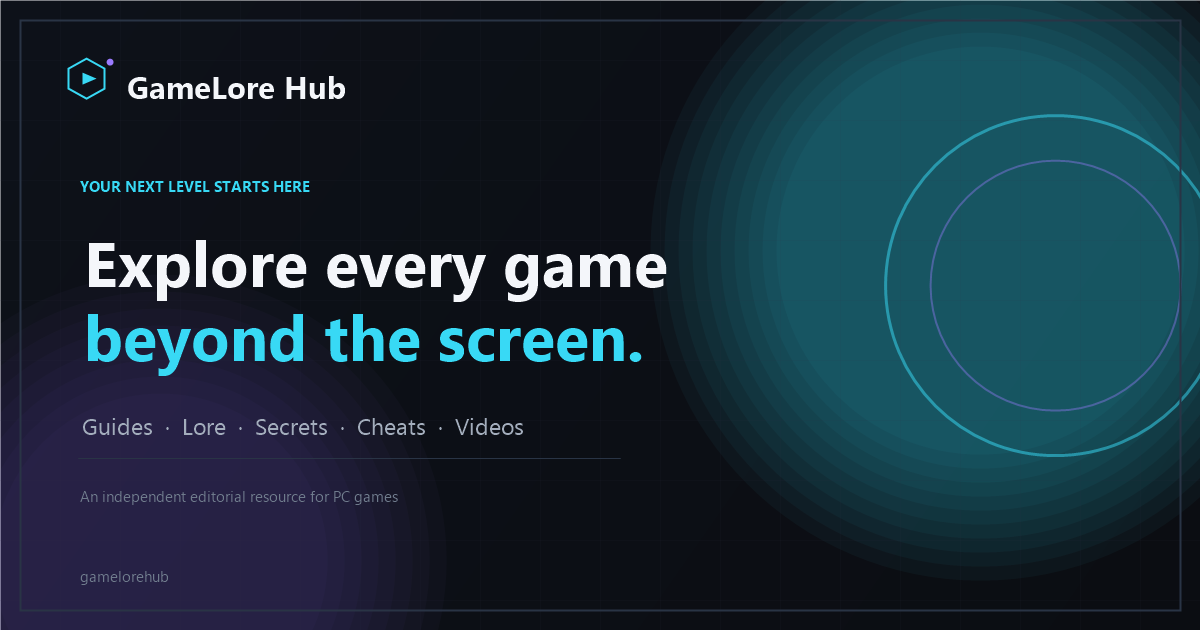 GameLore Hub
YOUR NEXT LEVEL STARTS HERE
Explore every game
beyond the screen.
Guides · Lore · Secrets · Cheats · Videos
An independent editorial resource for PC games
gamelorehub